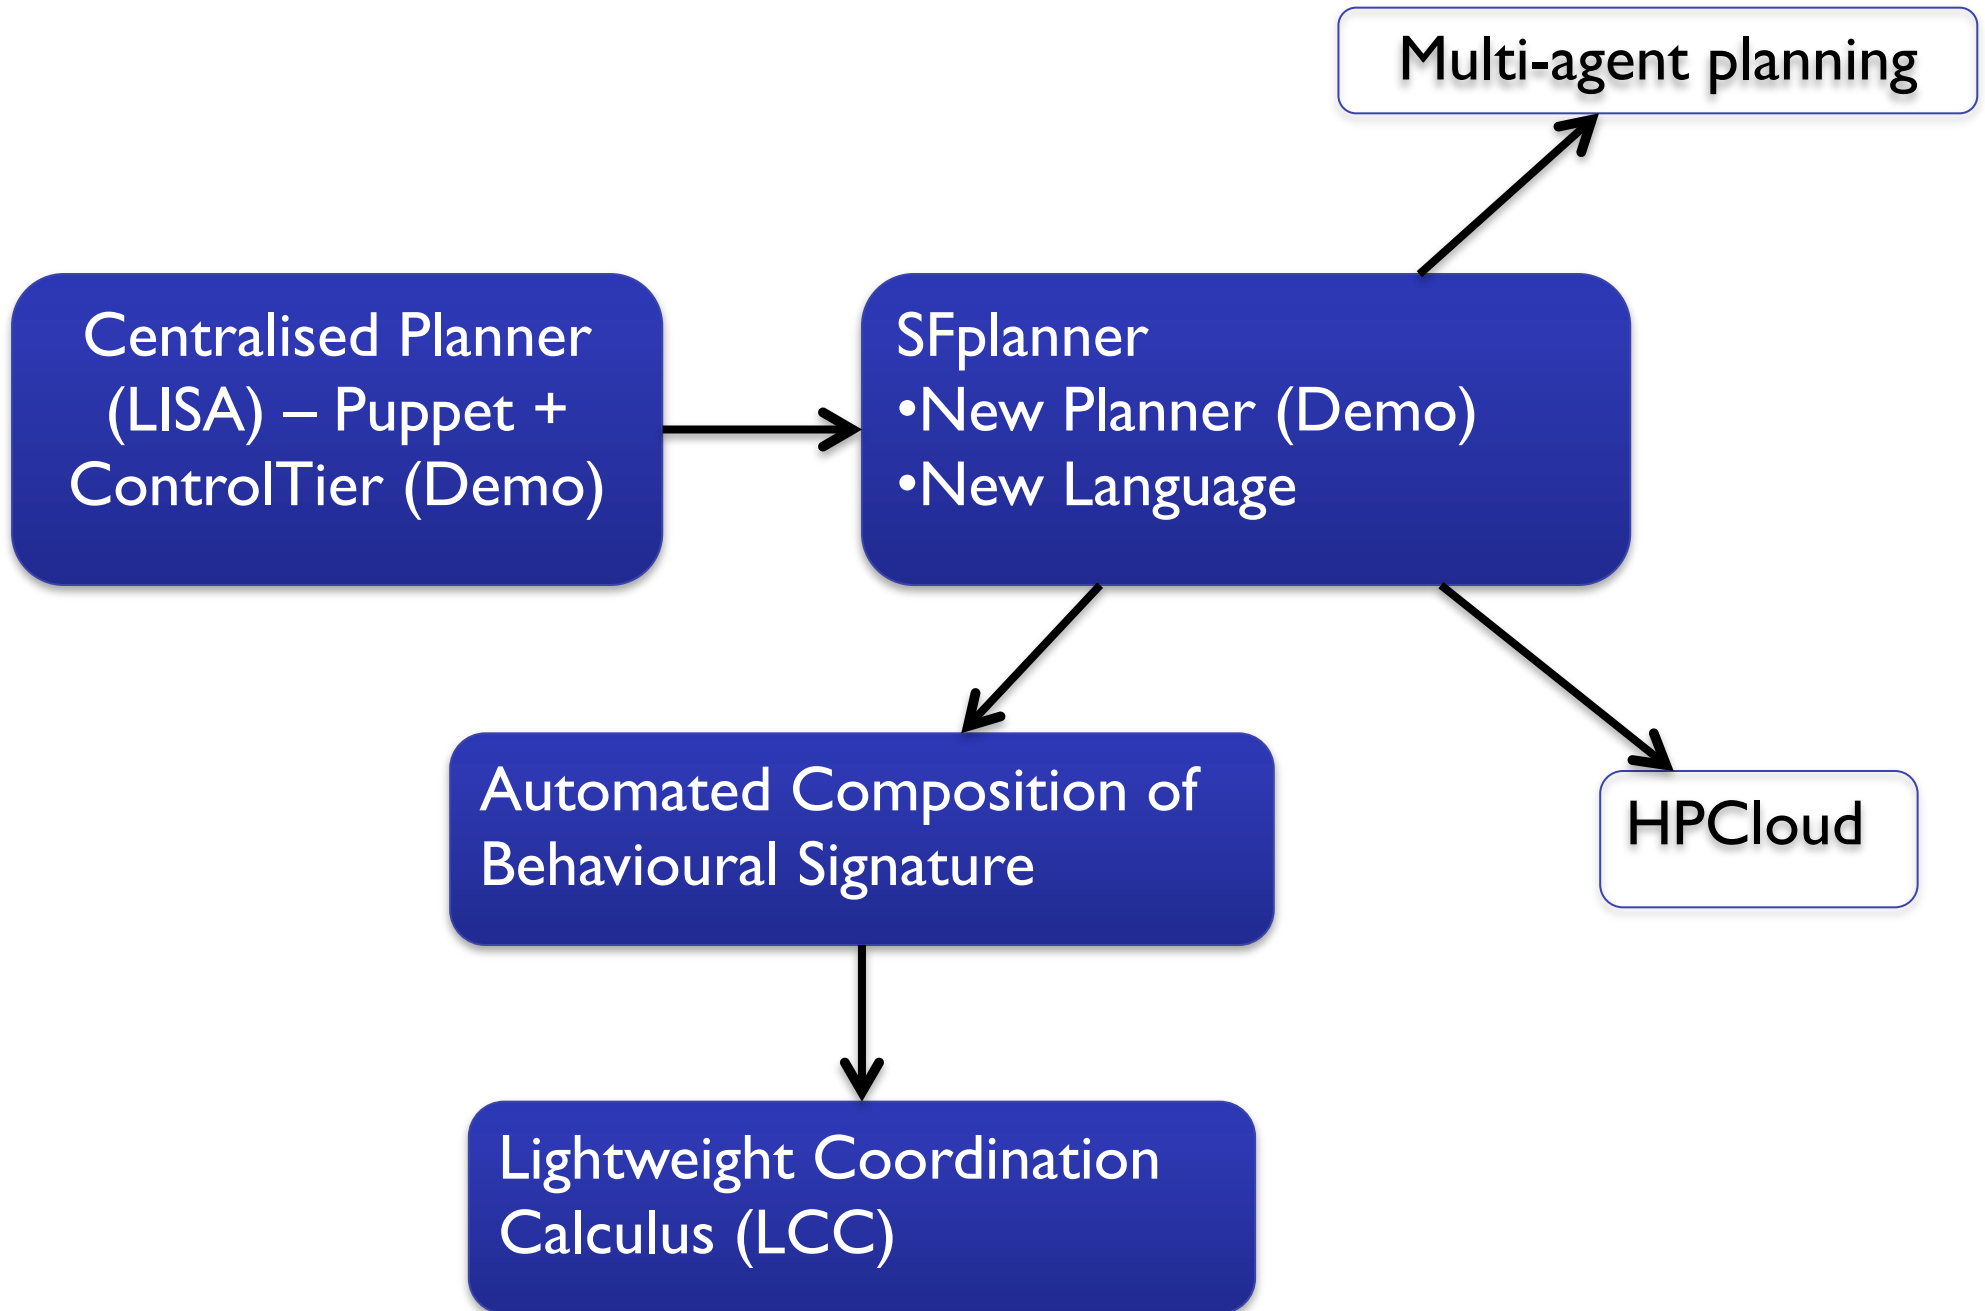 Multi-agent planning
Centralised Planner
(LISA) – Puppet +
ControlTier (Demo)
SFplanner
•New Planner (Demo)
•New Language
Automated Composition of
Behavioural Signature
HPCloud
Lightweight Coordination
Calculus (LCC)